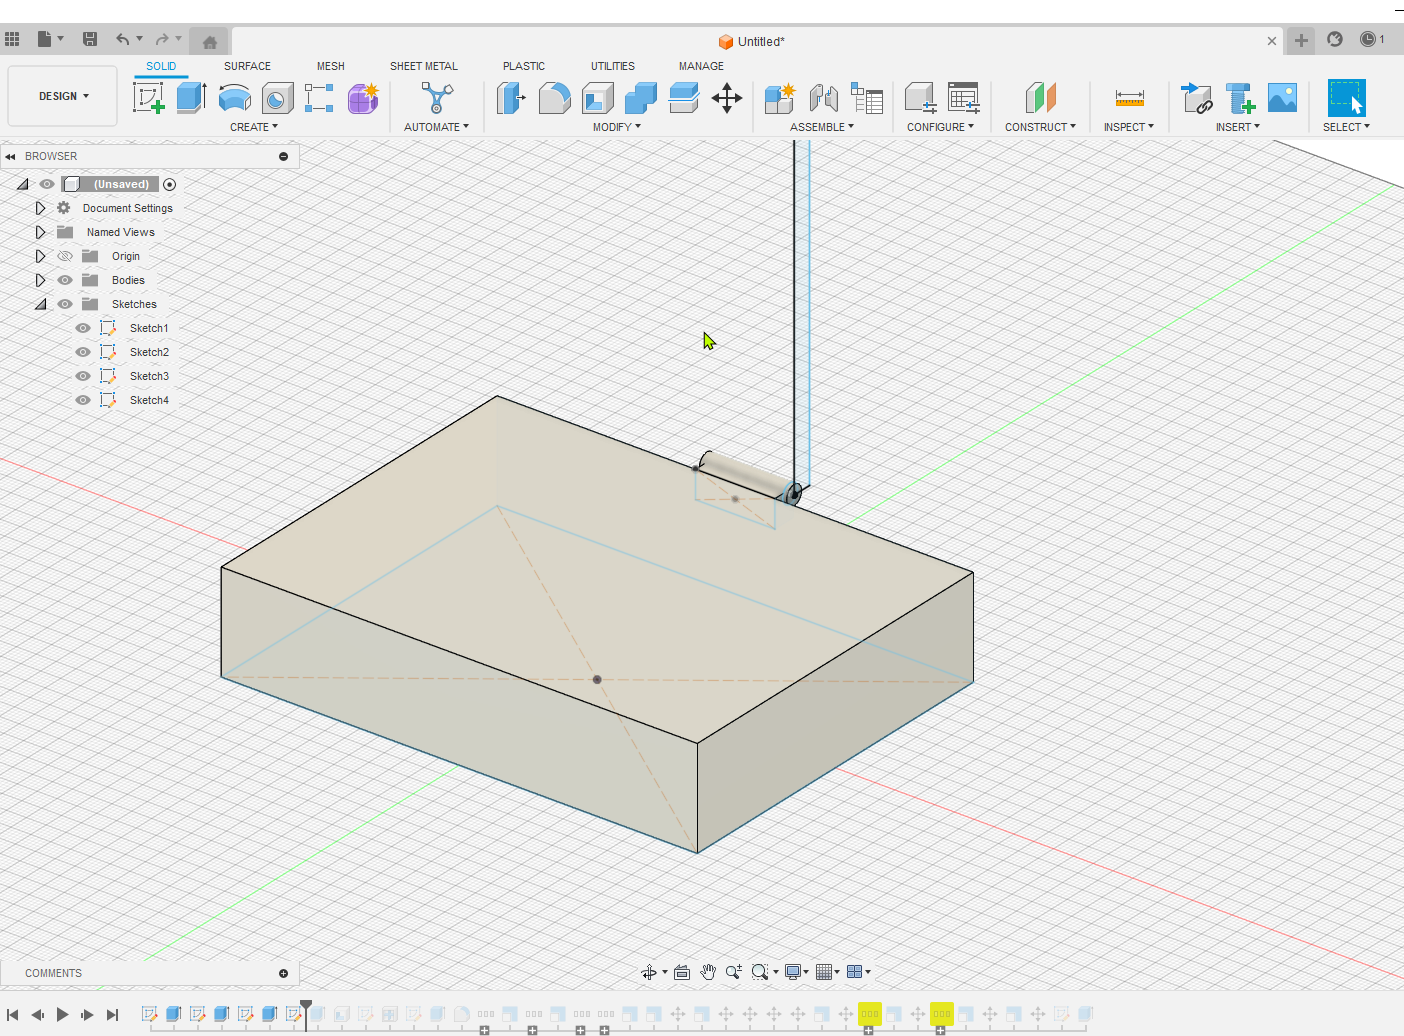 Untitled*
1
DESIGN
SOLID
SURFACE
MESH
SHEET METAL
PLASTIC
UTILITIES
MANAGE
CREATE
AUTOMATE
MODIFY
ASSEMBLE
CONFIGURE
CONSTRUCT
INSPECT
INSERT
SELECT
BROWSER
(Unsaved)
Document Settings
Named Views
Origin
Bodies
Sketches
Sketch1
Sketch2
Sketch3
Sketch4
COMMENTS